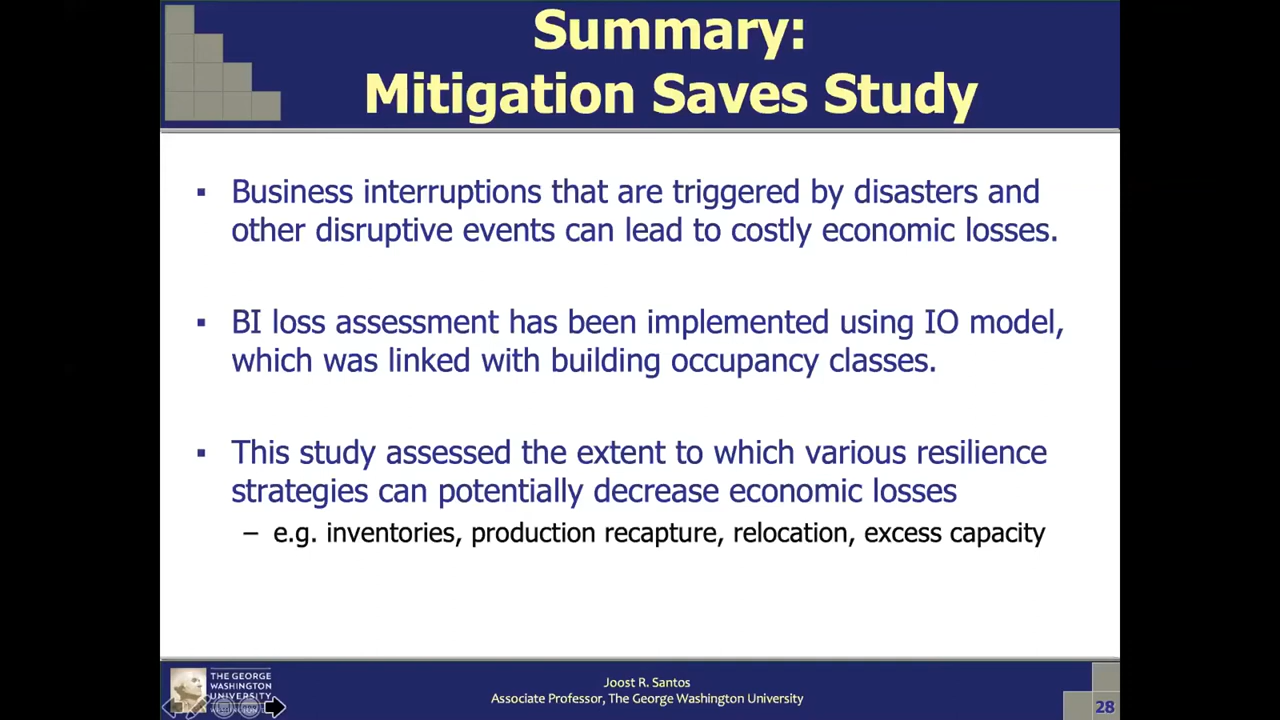 Summary:
Mitigation Saves Study
▪ Business interruptions that are triggered by disasters and
other disruptive events can lead to costly economic losses.
▪ BI loss assessment has been implemented using IO model,
which was linked with building occupancy classes.
▪ This study assessed the extent to which various resilience
strategies can potentially decrease economic losses
– e.g. inventories, production recapture, relocation, excess capacity
THE GEORGE
WASHINGTON
UNIVERSITY
Joost R. Santos
Associate Professor, The George Washington University
28